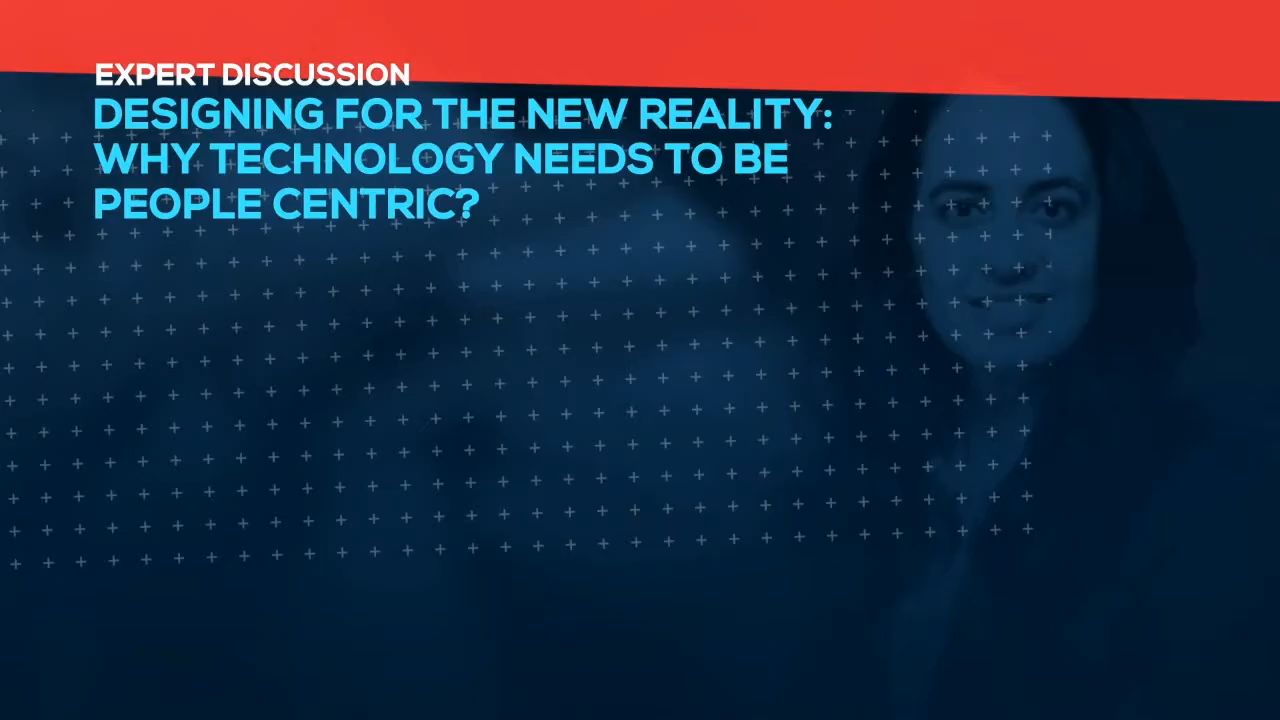 EXPERT DISCUSSION
DESIGNING FOR THE NEW REALITY:
WHY TECHNOLOGY NEEDS TO BE
PEOPLE CENTRIC?